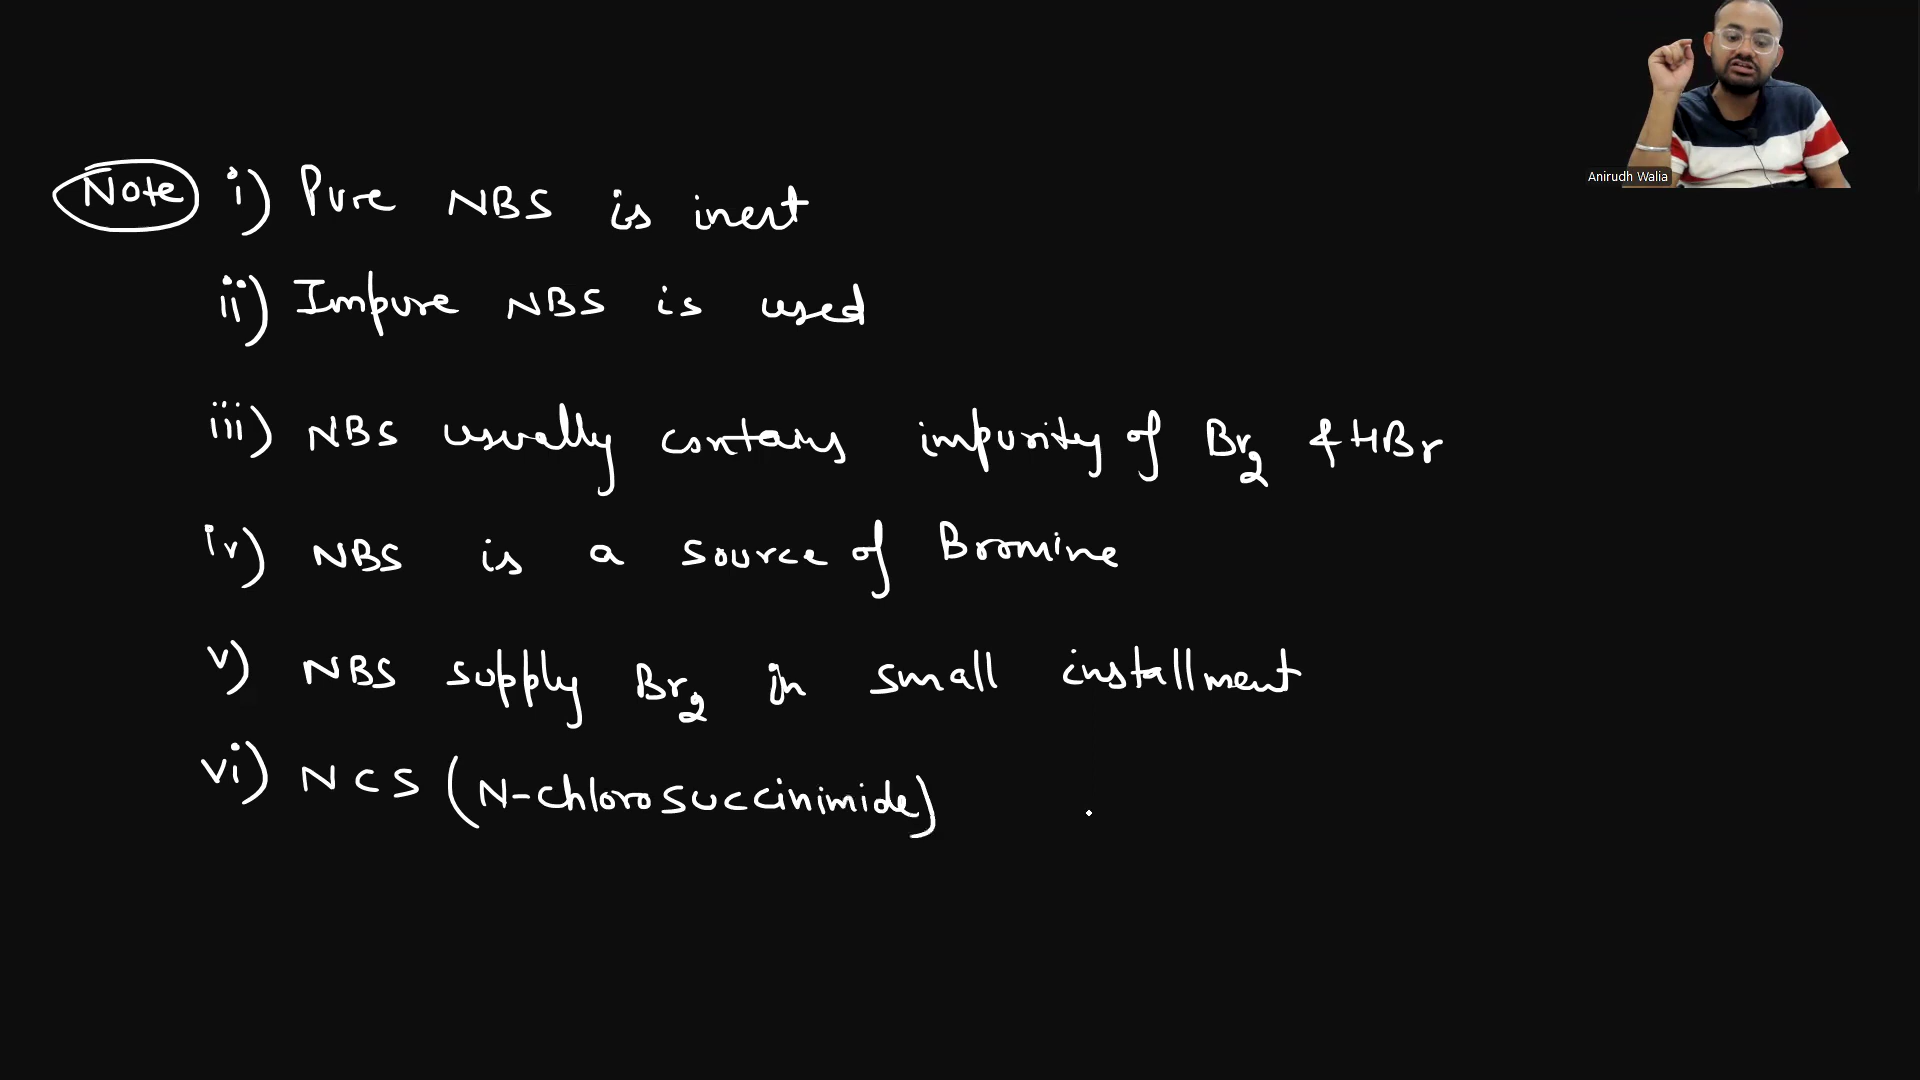 Note i) Pure NBS is inert
ii) Impure NBS is used
iii) NBS usually contains impurity of Br2 & HBr
iv) NBS is a source of Bromine
v) NBS supply Br2 in small installment
vi) NCS (N-chlorosuccinimide)
Anirudh Walia